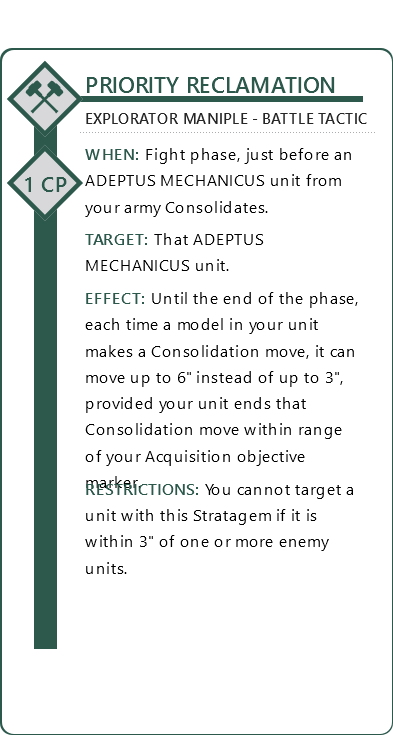 PRIORITY RECLAMATION
EXPLORATOR MANIPLE - BATTLE TACTIC
1 CP
WHEN: Fight phase, just before an
ADEPTUS MECHANICUS unit from
your army Consolidates.
TARGET: That ADEPTUS
MECHANICUS unit.
EFFECT: Until the end of the phase,
each time a model in your unit
makes a Consolidation move, it can
move up to 6" instead of up to 3",
provided your unit ends that
Consolidation move within range
of your Acquisition objective
marker.
RESTRICTIONS: You cannot target a
unit with this Stratagem if it is
within 3" of one or more enemy
units.